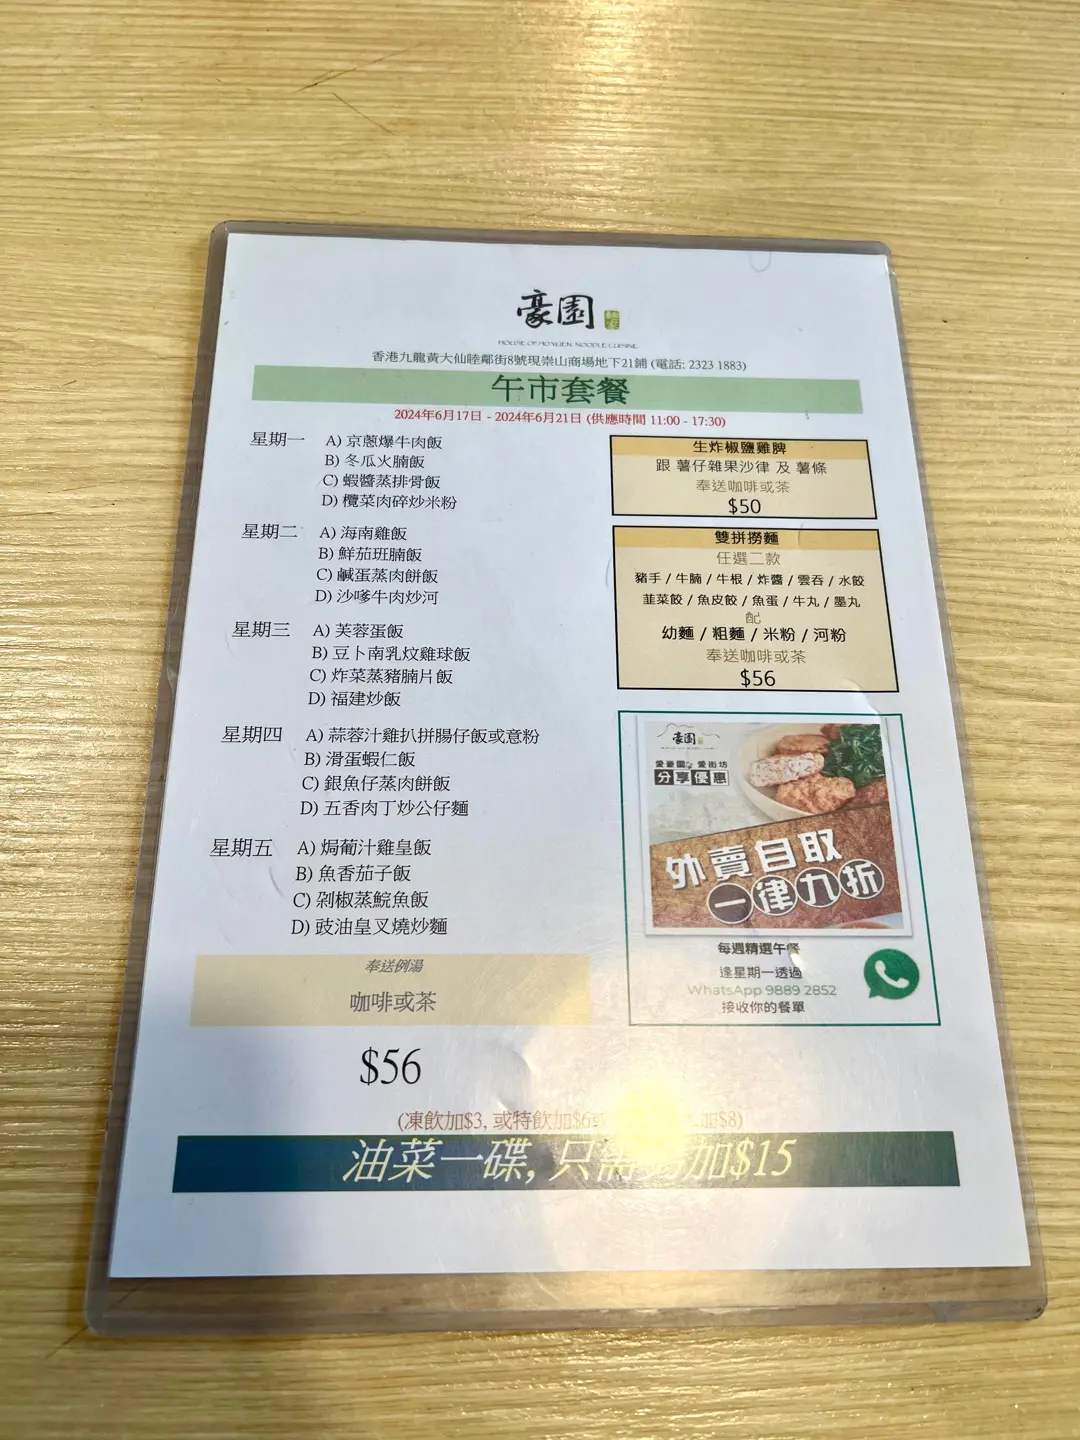 豪園
HOUSE OF HO YUEN NOODLE CUISINE
香港九龍黃大仙睦鄰街8號現崇山商場地下21鋪 (電話: 2323 1883)
午市套餐
2024年6月17日 - 2024年6月21日 (供應時間 11:00 - 17:30)
星期一 A) 京蔥爆牛肉飯
B) 冬瓜火腩飯
C) 蝦醬蒸排骨飯
D) 欖菜肉碎炒米粉
星期二 A) 海南雞飯
B) 鮮茄班腩飯
C) 鹹蛋蒸肉餅飯
D) 沙嗲牛肉炒河
星期三 A) 芙蓉蛋飯
B) 豆卜南乳炆雞球飯
C) 炸菜蒸豬腩片飯
D) 福建炒飯
星期四 A) 蒜蓉汁雞扒拼腸仔飯或意粉
B) 滑蛋蝦仁飯
C) 銀魚仔蒸肉餅飯
D) 五香肉丁炒公仔麵
星期五 A) 焗葡汁雞皇飯
B) 魚香茄子飯
C) 剁椒蒸鯇魚飯
D) 豉油皇叉燒炒麵
奉送例湯
咖啡或茶
$56
(凍飲加$3, 或特飲加$6或 加$8)
油菜一碟, 只需 加$15
生炸椒鹽雞脾
跟 薯仔雜果沙律 及 薯條
奉送咖啡或茶
$50
雙拼撈麵
任選二款
豬手 / 牛腩 / 牛根 / 炸醬 / 雲吞 / 水餃
韮菜餃 / 魚皮餃 / 魚蛋 / 牛丸 / 墨丸
配
幼麵 / 粗麵 / 米粉 / 河粉
奉送咖啡或茶
$56
豪園
愛豪園 愛街坊
分享優惠
外賣自取
一律九折
每週精選午餐
逢星期一透過
WhatsApp 9889 2852
接收你的餐單